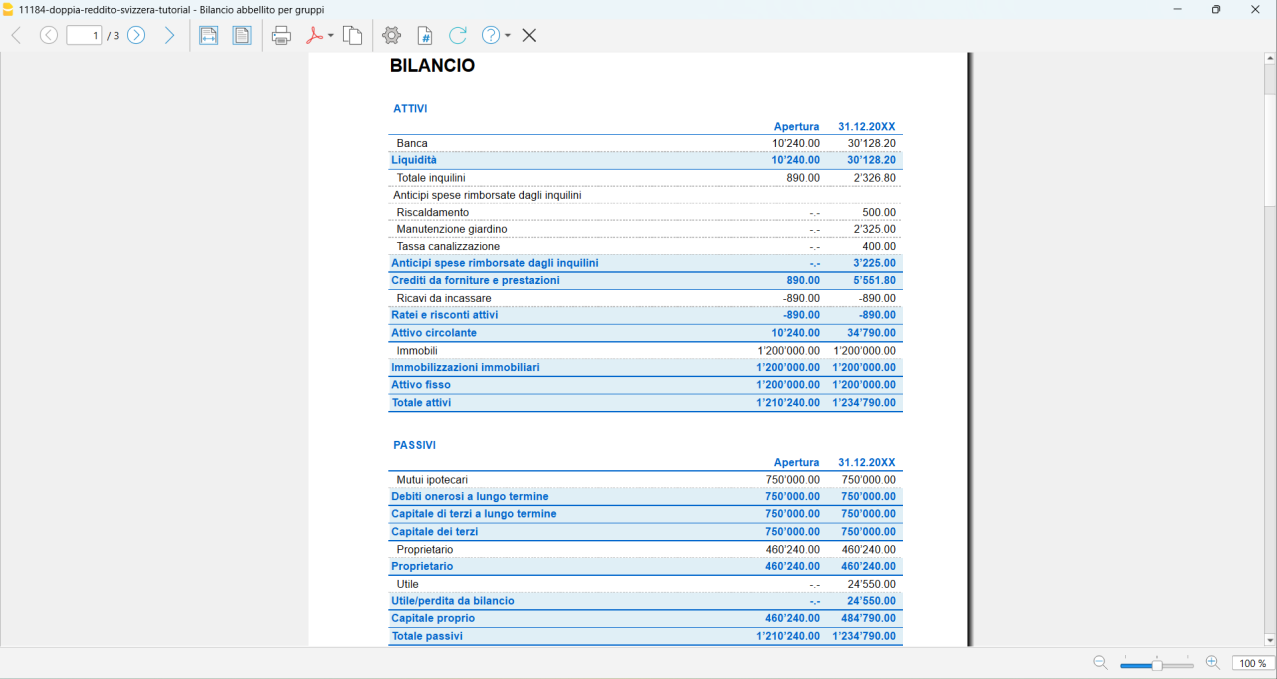 11184-doppia-reddito-svizzera-tutorial - Bilancio abbellito per gruppi
1 / 3
BILANCIO
ATTIVI
Apertura 31.12.20XX
Banca 10'240.00 30'128.20
Liquidità 10'240.00 30'128.20
Totale inquilini 890.00 2'326.80
Anticipi spese rimborsate dagli inquilini
Riscaldamento -.- 500.00
Manutenzione giardino -.- 2'325.00
Tassa canalizzazione -.- 400.00
Anticipi spese rimborsate dagli inquilini -.- 3'225.00
Crediti da forniture e prestazioni 890.00 5'551.80
Ricavi da incassare -890.00 -890.00
Ratei e risconti attivi -890.00 -890.00
Attivo circolante 10'240.00 34'790.00
Immobili 1'200'000.00 1'200'000.00
Immobilizzazioni immobiliari 1'200'000.00 1'200'000.00
Attivo fisso 1'200'000.00 1'200'000.00
Totale attivi 1'210'240.00 1'234'790.00
PASSIVI
Apertura 31.12.20XX
Mutui ipotecari 750'000.00 750'000.00
Debiti onerosi a lungo termine 750'000.00 750'000.00
Capitale di terzi a lungo termine 750'000.00 750'000.00
Capitale dei terzi 750'000.00 750'000.00
Proprietario 460'240.00 460'240.00
Proprietario 460'240.00 460'240.00
Utile -.- 24'550.00
Utile/perdita da bilancio -.- 24'550.00
Capitale proprio 460'240.00 484'790.00
Totale passivi 1'210'240.00 1'234'790.00
100 %